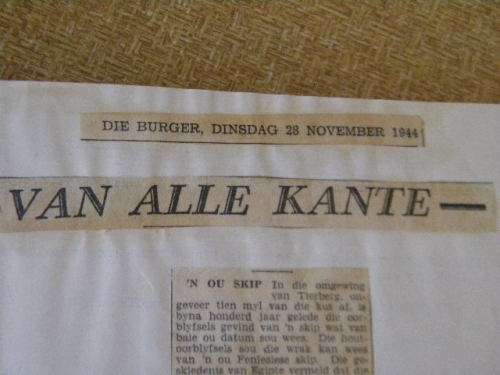 DIE BURGER, DINSDAG 28 NOVEMBER 1944
VAN ALLE KANTE—
'N OU SKIP In die omgewing
van Tierberg, on-
geveer tien myl van die kus af, is
byna honderd jaar gelede die oor-
blyfsels gevind van 'n skip wat van
baie ou datum sou wees. Die hout-
oorblyfsels sou die wrak kan wees
van 'n ou Feniesiese skip. Die ge-
skiedenis van Egipte vermeld dat die